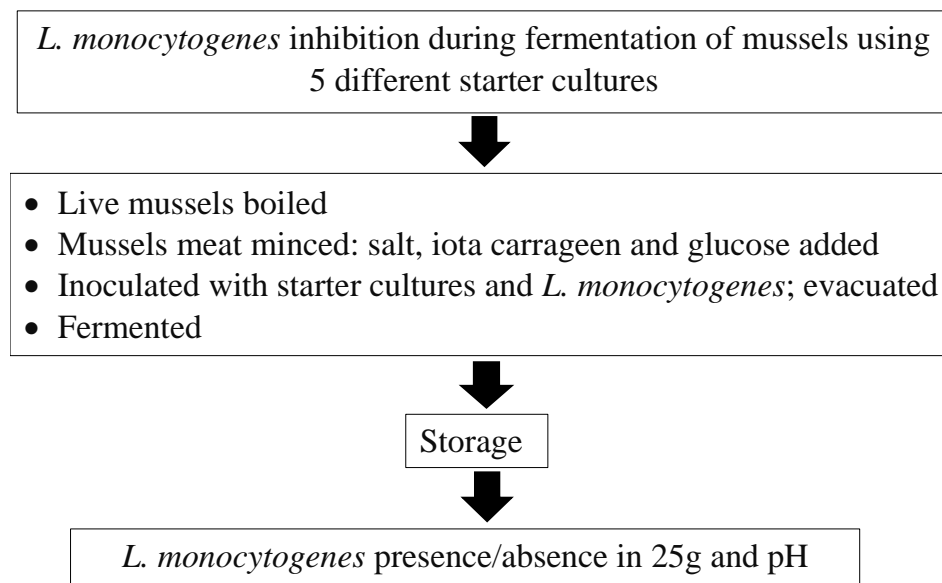 L. monocytogenes inhibition during fermentation of mussels using
5 different starter cultures
• Live mussels boiled
• Mussels meat minced: salt, iota carrageen and glucose added
• Inoculated with starter cultures and L. monocytogenes; evacuated
• Fermented
Storage
L. monocytogenes presence/absence in 25g and pH